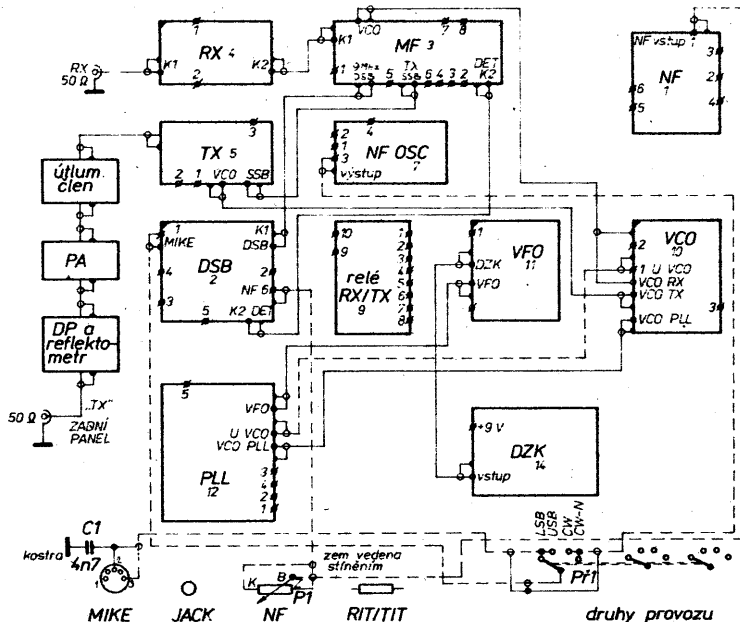 RX
50 Ω
1
K1
RX 4
K2
2
VCO
7
8
K1
MF 3
1
9MHz
DSB
5
TX
SSB
6
4
3
2
DET
K2
NF vstup 1
3
NF
2
1
6
5
4
3
TX 5
2
1
VCO
SSB
2
1
3
4
NF OSC
výstup
7
útlum
člen
PA
DP a
reflekto-
metr
50 Ω
„TX"
ZADNÍ
PANEL
1
MIKE
K1
DSB
DSB
2
2
4
3
NF 6
5
K2 DET
10
9
relé
RX/TX
9
1
2
3
4
5
6
7
8
1
DZK
VFO
VFO
11
VCO
10
2
1 U VCO
VCO RX
VCO TX
3
VCO PLL
5
VFO
U VCO
VCO PLL
PLL
12
3
4
2
1
+9 V
DZK
14
vstup
LSB
USB
CW
CW-N
Př1
kostra
C1
4n7
1
2
3
MIKE
JACK
K
B
P1
NF
zem vedena
stíněním
RIT/TIT
druhy provozu